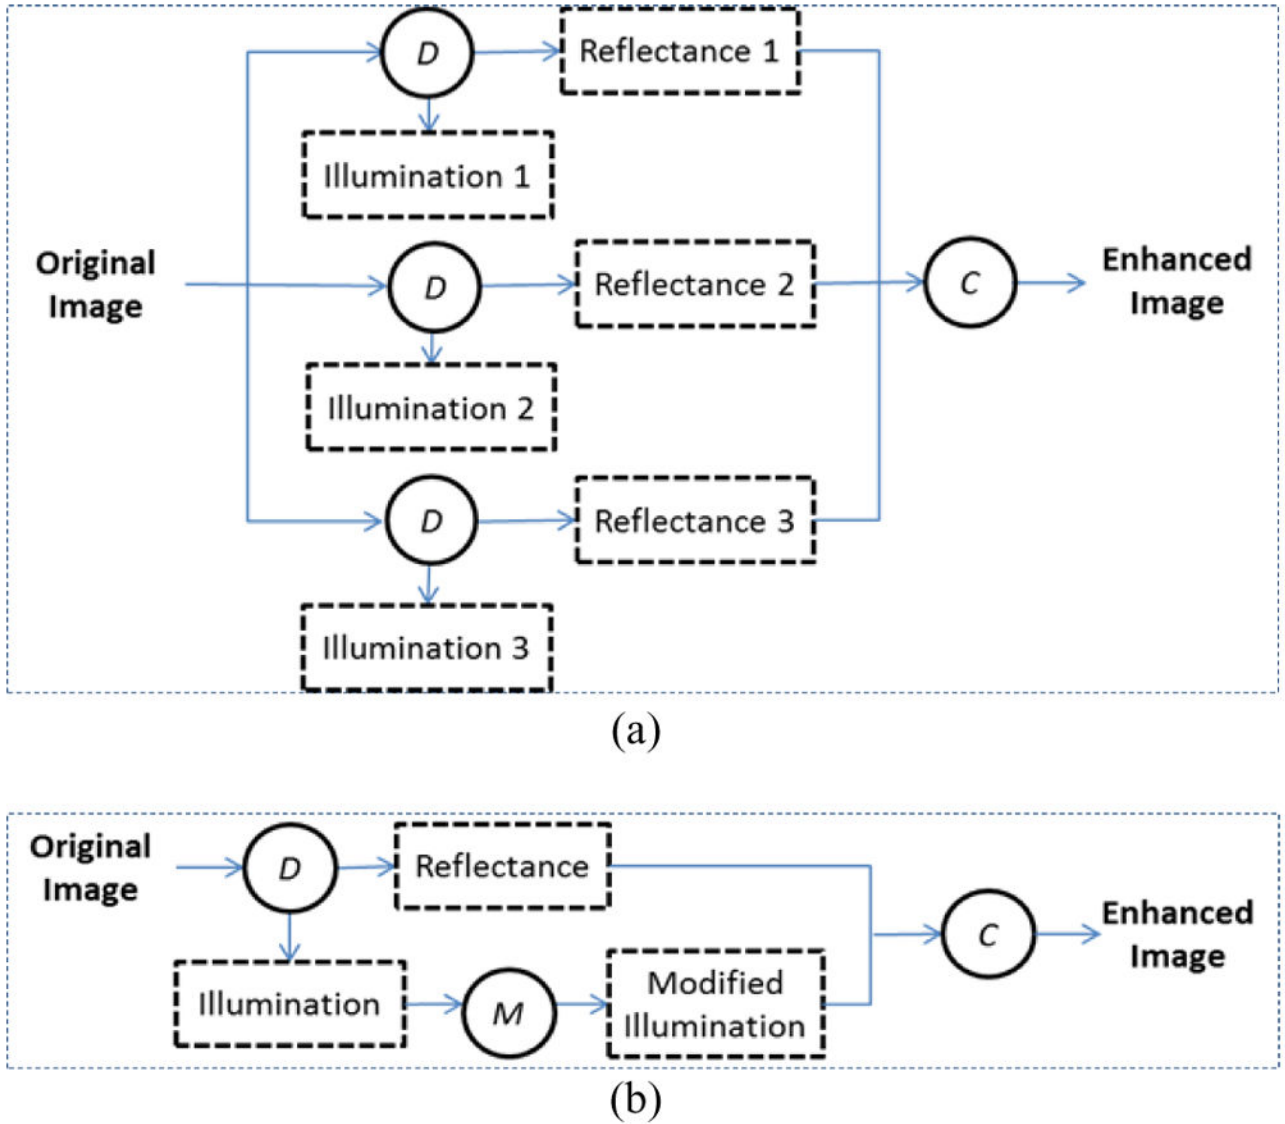 D
Reflectance 1
Illumination 1
Original
Image
D
Reflectance 2
C
Enhanced
Image
Illumination 2
D
Reflectance 3
Illumination 3
(a)
Original
Image
D
Reflectance
C
Enhanced
Image
Illumination
M
Modified
Illumination
(b)